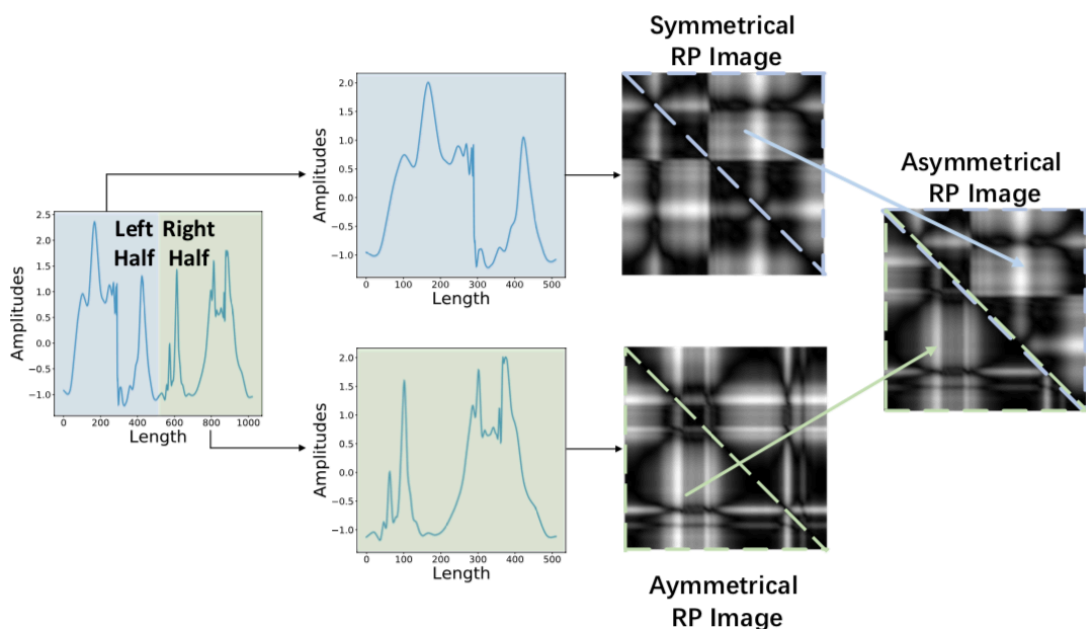 Symmetrical
RP Image
2.0
1.5
1.0
0.5
0.0
−0.5
−1.0
Amplitudes
0 100 200 300 400 500
Length
Asymmetrical
RP Image
2.5
2.0
1.5
1.0
0.5
0.0
−0.5
−1.0
Amplitudes
Left Right
Half Half
0 200 400 600 800 1000
Length
2.0
1.5
1.0
0.5
0.0
−0.5
−1.0
Amplitudes
0 100 200 300 400 500
Length
Aymmetrical
RP Image